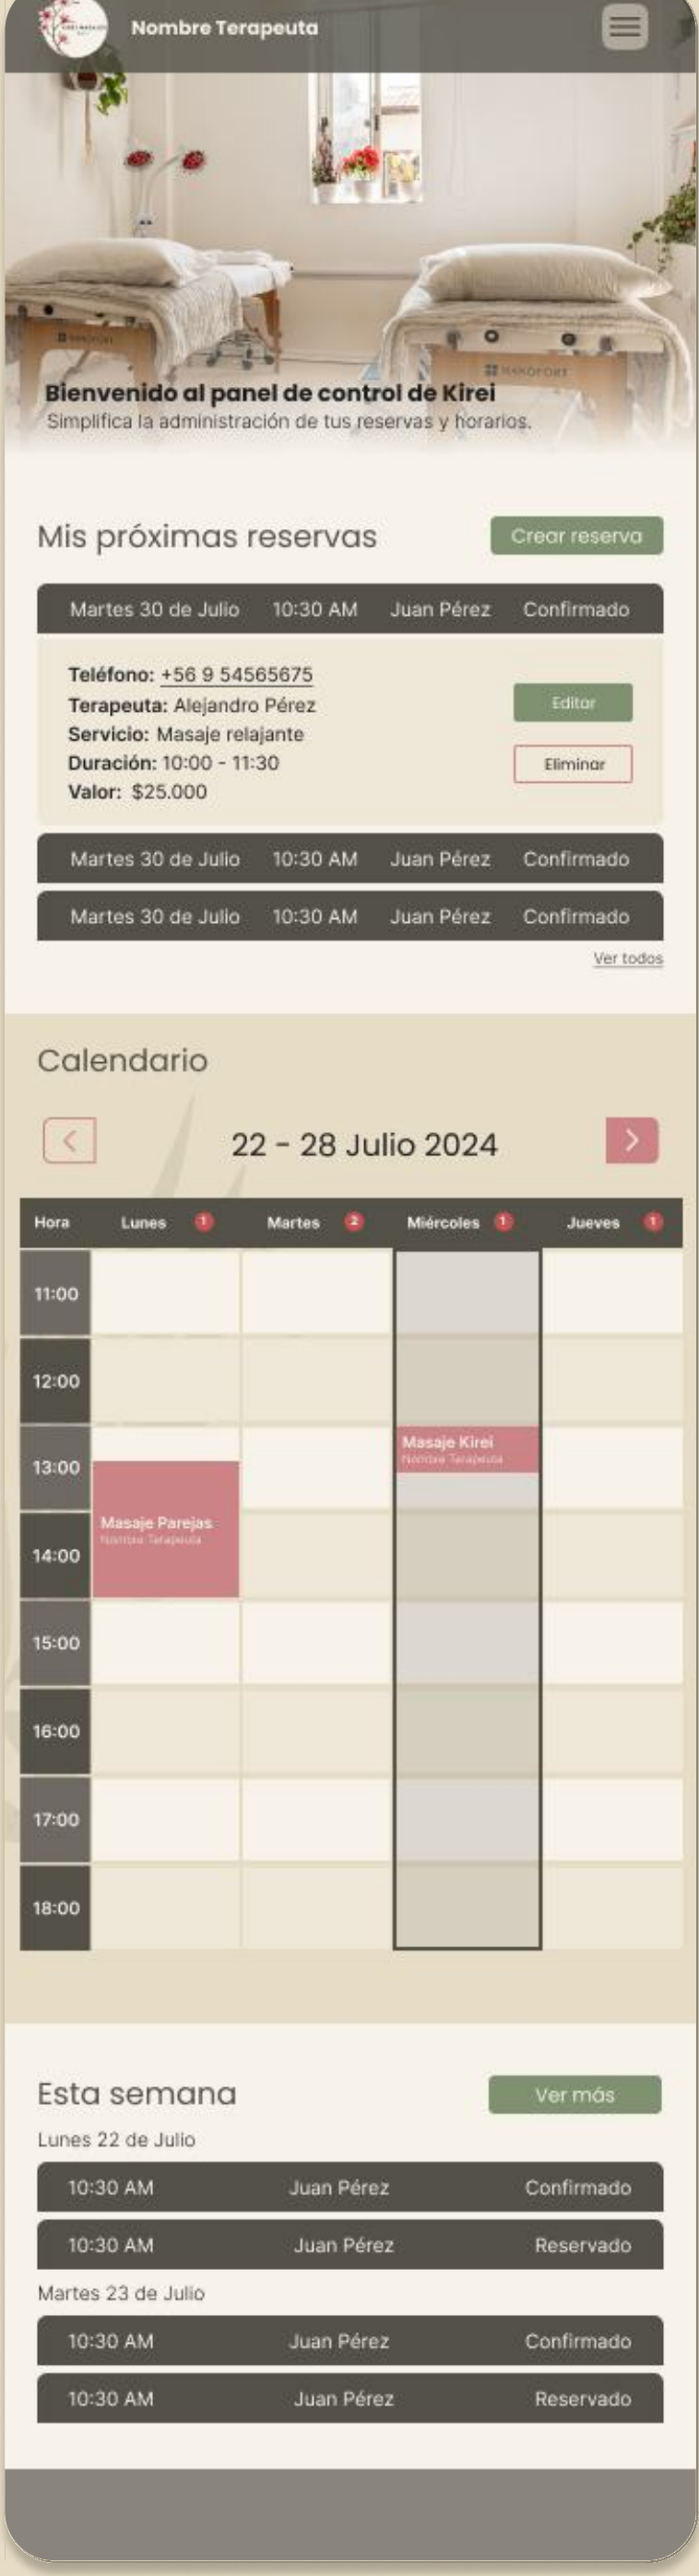 Nombre Terapeuta
Bienvenido al panel de control de Kirei
Simplifica la administración de tus reservas y horarios.
Mis próximas reservas
Crear reserva
Martes 30 de Julio 10:30 AM Juan Pérez Confirmado
Teléfono: +56 9 54565675
Terapeuta: Alejandro Pérez
Editar
Servicio: Masaje relajante
Duración: 10:00 - 11:30
Eliminar
Valor: $25.000
Martes 30 de Julio 10:30 AM Juan Pérez Confirmado
Martes 30 de Julio 10:30 AM Juan Pérez Confirmado
Ver todos
Calendario
22 - 28 Julio 2024
Hora Lunes 1 Martes 2 Miércoles 1 Jueves 1
11:00
12:00
Masaje Kirei
Nombre Terapeuta
13:00
Masaje Parejas
Nombre Terapeuta
14:00
15:00
16:00
17:00
18:00
Esta semana
Ver más
Lunes 22 de Julio
10:30 AM Juan Pérez Confirmado
10:30 AM Juan Pérez Reservado
Martes 23 de Julio
10:30 AM Juan Pérez Confirmado
10:30 AM Juan Pérez Reservado